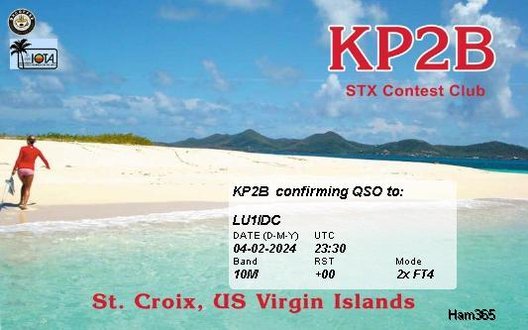 KP2B
IOTA
STX Contest Club
KP2B confirming QSO to:
LU1IDC
DATE (D-M-Y) UTC
04-02-2024 23:30
Band RST Mode
10M +00 2x FT4
St. Croix, US Virgin Islands
Ham365